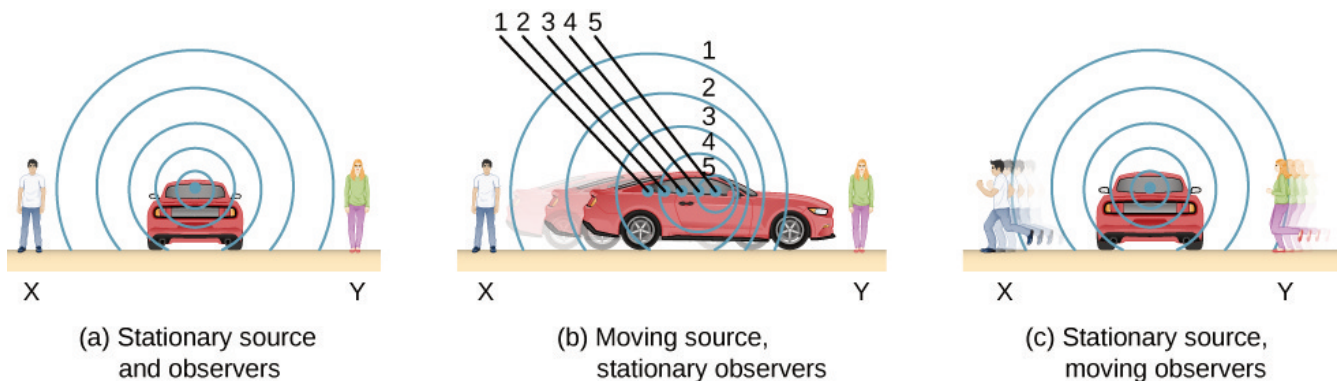 1 2 3 4 5
1
2
3
4
5
X Y X Y X Y
(a) Stationary source
and observers
(b) Moving source,
stationary observers
(c) Stationary source,
moving observers